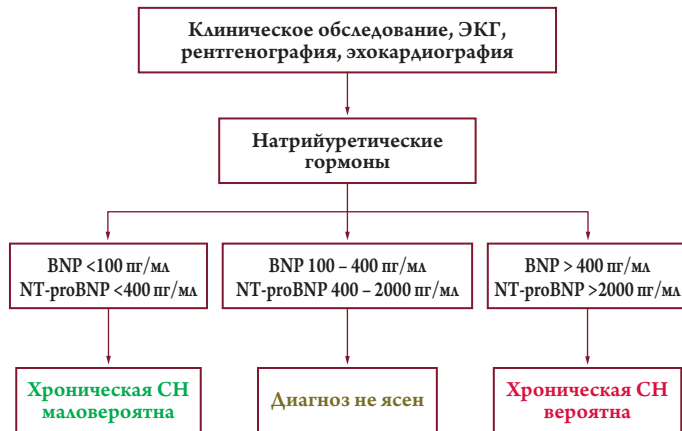 Клиническое обследование, ЭКГ,
рентгенография, эхокардиография
Натрийуретические
гормоны
BNP <100 пг/мл
NT-proBNP <400 пг/мл
BNP 100 – 400 пг/мл
NT-proBNP 400 – 2000 пг/мл
BNP > 400 пг/мл
NT-proBNP >2000 пг/мл
Хроническая СН
маловероятна
Диагноз не ясен
Хроническая СН
вероятна